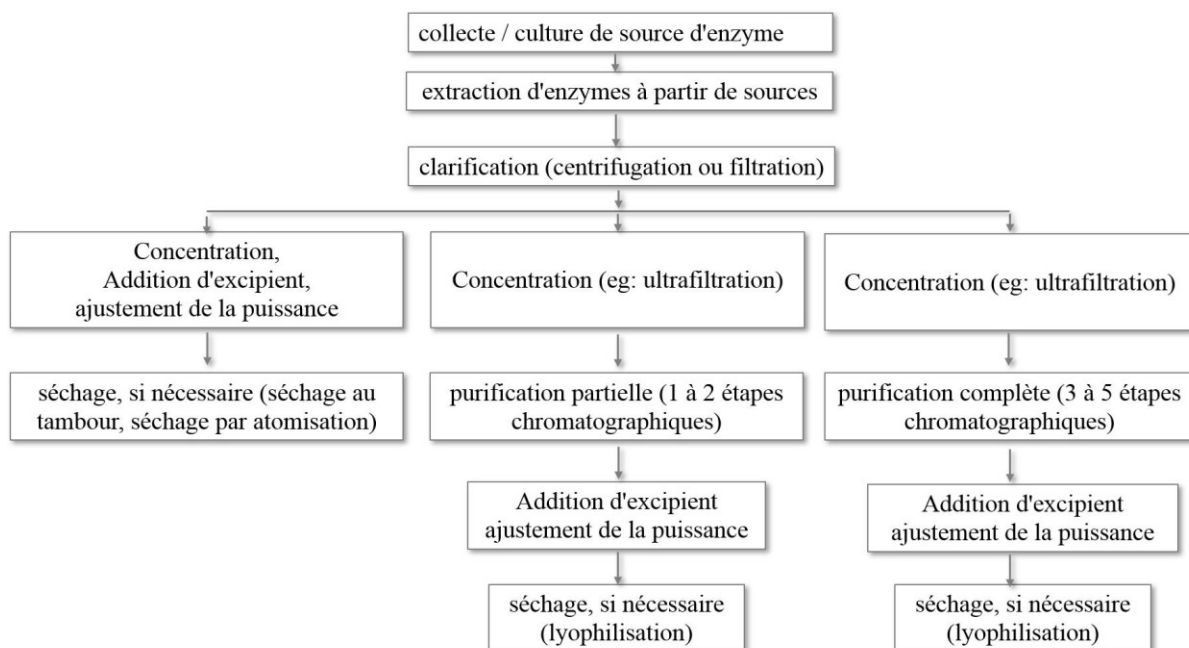 collecte / culture de source d'enzyme
extraction d'enzymes à partir de sources
clarification (centrifugation ou filtration)
Concentration,
Addition d'excipient,
ajustement de la puissance
Concentration (eg: ultrafiltration)
Concentration (eg: ultrafiltration)
séchage, si nécessaire (séchage au
tambour, séchage par atomisation)
purification partielle (1 à 2 étapes
chromatographiques)
purification complète (3 à 5 étapes
chromatographiques)
Addition d'excipient
ajustement de la puissance
Addition d'excipient
ajustement de la puissance
séchage, si nécessaire
(lyophilisation)
séchage, si nécessaire
(lyophilisation)